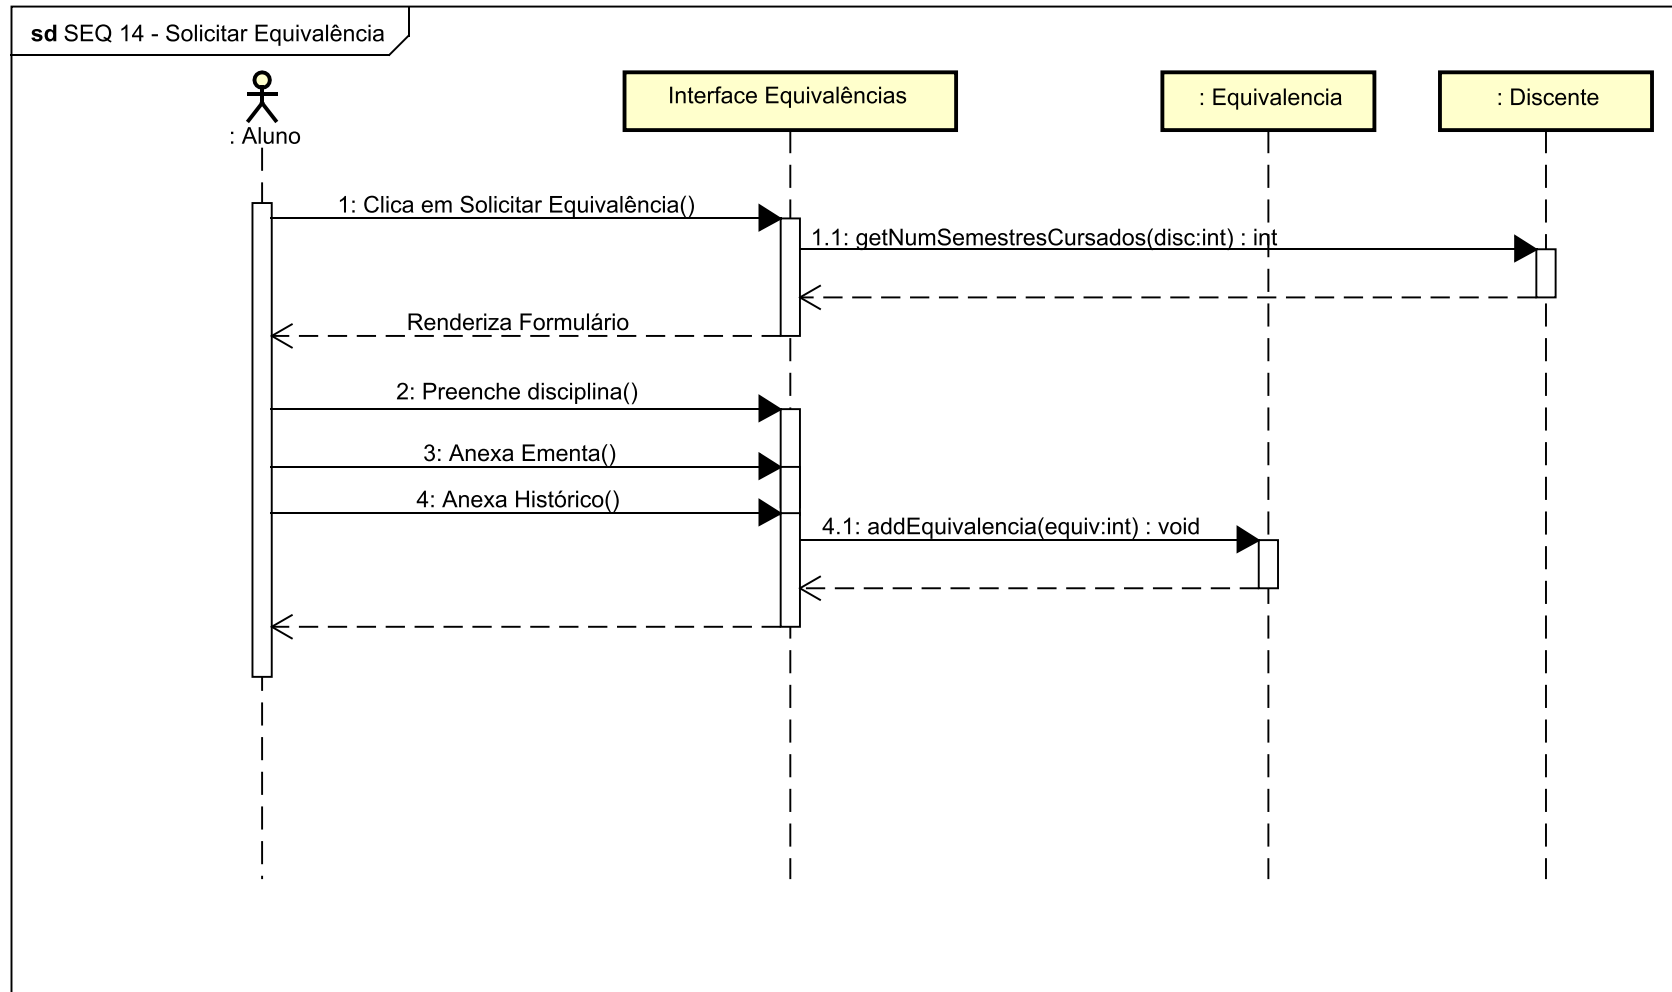 sd SEQ 14 - Solicitar Equivalência
: Aluno
Interface Equivalências
: Equivalencia
: Discente
1: Clica em Solicitar Equivalência()
1.1: getNumSemestresCursados(disc:int) : int
Renderiza Formulário
2: Preenche disciplina()
3: Anexa Ementa()
4: Anexa Histórico()
4.1: addEquivalencia(equiv:int) : void